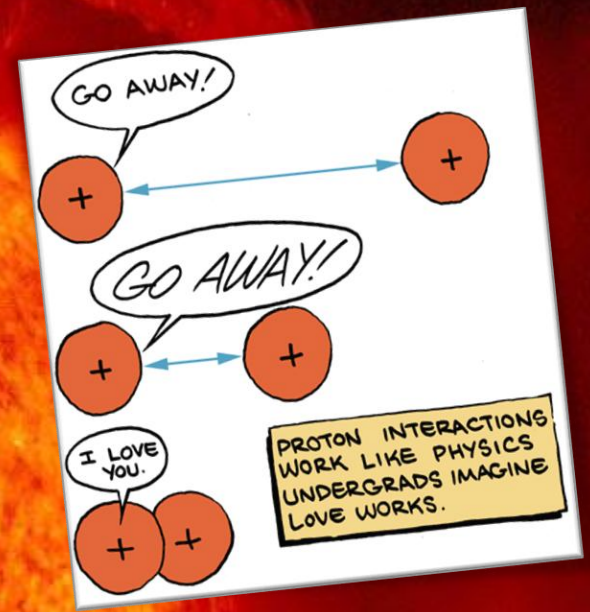 GO AWAY!
+
+
GO AWAY!
+
+
I LOVE
YOU.
+
+
PROTON INTERACTIONS
WORK LIKE PHYSICS
UNDERGRADS IMAGINE
LOVE WORKS.